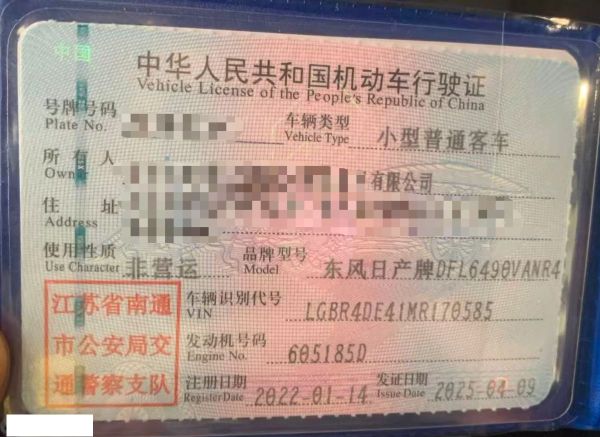 中国
中华人民共和国机动车行驶证
Vehicle License of the People's Republic of China
号牌号码 车辆类型 小型普通客车
Plate No. Vehicle Type
所有人 有限公司
Owner
住址
Address
使用性质 非营运 品牌型号 东风日产牌DFL6490VANR4
Use Character Model
江苏省南通 车辆识别代号 LGBR4DE41MR170585
VIN
市公安局交 发动机号码 605185D
Engine No.
通警察支队 注册日期 2022-01-14 发证日期 2025-04-09
Register Date Issue Date